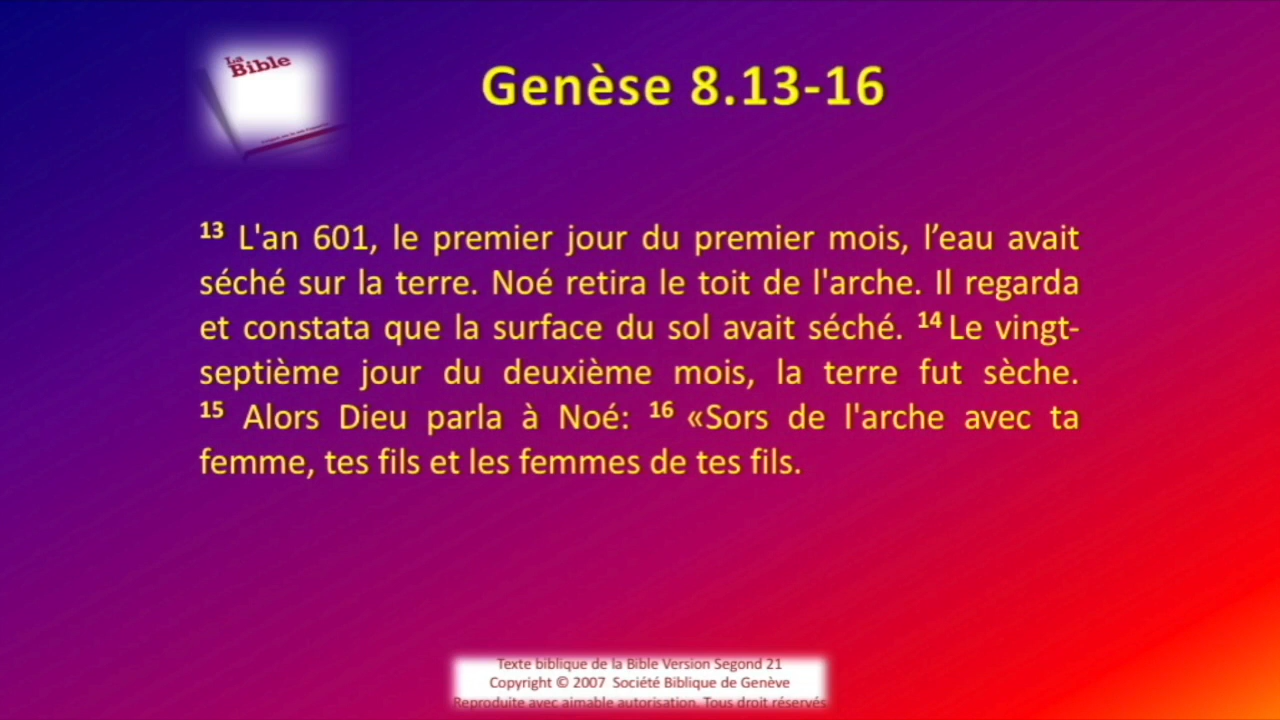 La
Bible
Genèse 8.13-16
13 L'an 601, le premier jour du premier mois, l’eau avait
séché sur la terre. Noé retira le toit de l'arche. Il regarda
et constata que la surface du sol avait séché. 14 Le vingt-
septième jour du deuxième mois, la terre fut sèche.
15 Alors Dieu parla à Noé: 16 «Sors de l'arche avec ta
femme, tes fils et les femmes de tes fils.
Texte biblique de la Bible Version Segond 21
Copyright © 2007 Société Biblique de Genève
Reproduite avec aimable autorisation. Tous droit réservés